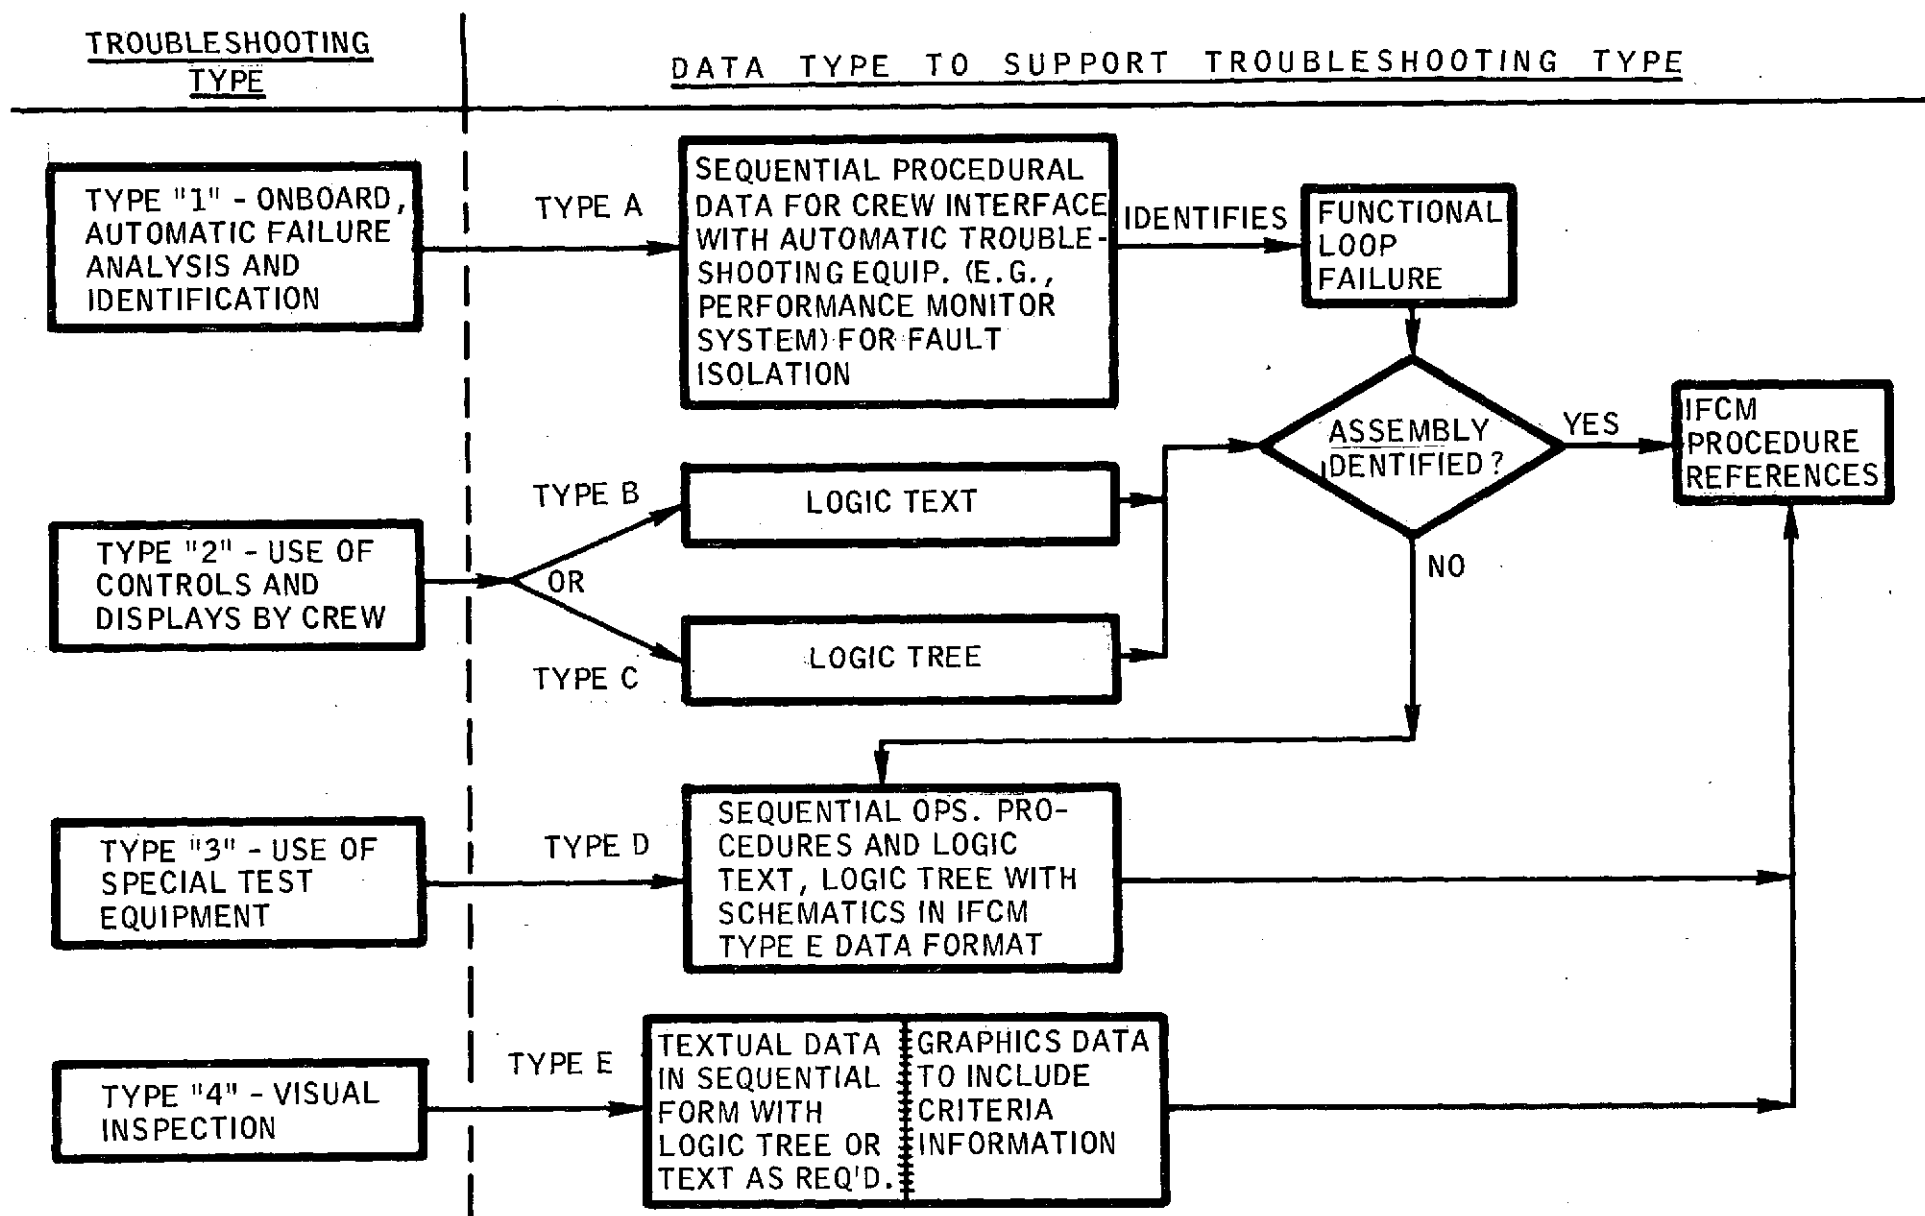 TROUBLESHOOTING
TYPE
DATA TYPE TO SUPPORT TROUBLESHOOTING TYPE
TYPE "1" - ONBOARD,
AUTOMATIC FAILURE
ANALYSIS AND
IDENTIFICATION
TYPE A
SEQUENTIAL PROCEDURAL
DATA FOR CREW INTERFACE
WITH AUTOMATIC TROUBLE-
SHOOTING EQUIP. (E.G.,
PERFORMANCE MONITOR
SYSTEM) FOR FAULT
ISOLATION
IDENTIFIES
FUNCTIONAL
LOOP
FAILURE
ASSEMBLY
IDENTIFIED?
YES
IFCM
PROCEDURE
REFERENCES
NO
TYPE "2" - USE OF
CONTROLS AND
DISPLAYS BY CREW
TYPE B
OR
TYPE C
LOGIC TEXT
LOGIC TREE
TYPE "3" - USE OF
SPECIAL TEST
EQUIPMENT
TYPE D
SEQUENTIAL OPS. PRO-
CEDURES AND LOGIC
TEXT, LOGIC TREE WITH
SCHEMATICS IN IFCM
TYPE E DATA FORMAT
TYPE "4" - VISUAL
INSPECTION
TYPE E
TEXTUAL DATA
IN SEQUENTIAL
FORM WITH
LOGIC TREE OR
TEXT AS REQ'D.
GRAPHICS DATA
TO INCLUDE
CRITERIA
INFORMATION